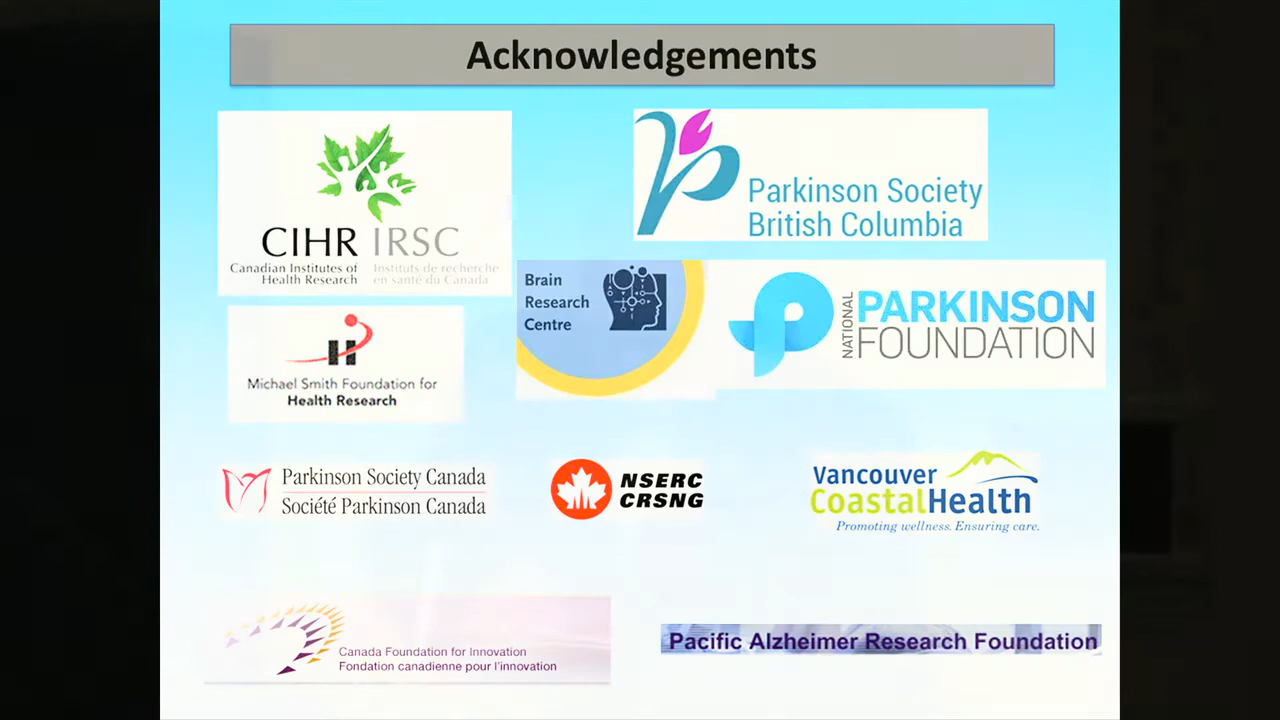 Acknowledgements
CIHR IRSC
Canadian Institutes of Health Research
Instituts de recherche en santé du Canada
Parkinson Society
British Columbia
Brain
Research
Centre
NATIONAL
PARKINSON
FOUNDATION
Michael Smith Foundation for
Health Research
Parkinson Society Canada
Société Parkinson Canada
NSERC
CRSNG
Vancouver
CoastalHealth
Promoting wellness. Ensuring care.
Canada Foundation for Innovation
Fondation canadienne pour l'innovation
Pacific Alzheimer Research Foundation